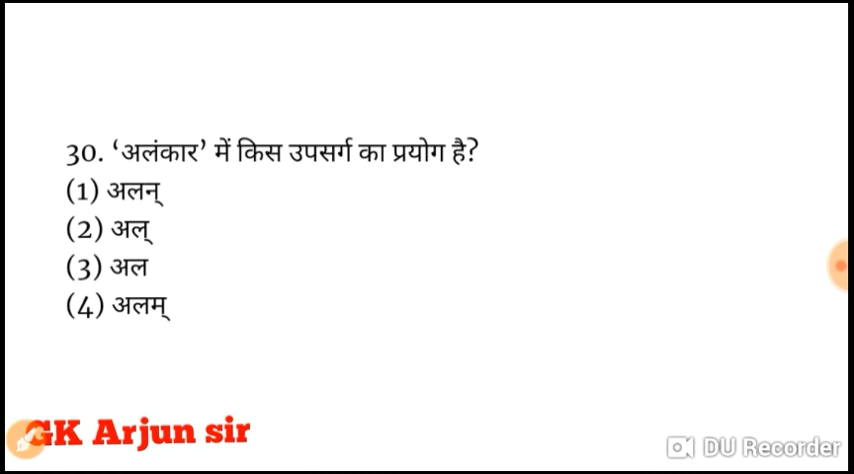 30. ‘अलंकार’ में किस उपसर्ग का प्रयोग है?
(1) अलन्
(2) अल्
(3) अल
(4) अलम्
GK Arjun sir
DU Recorder